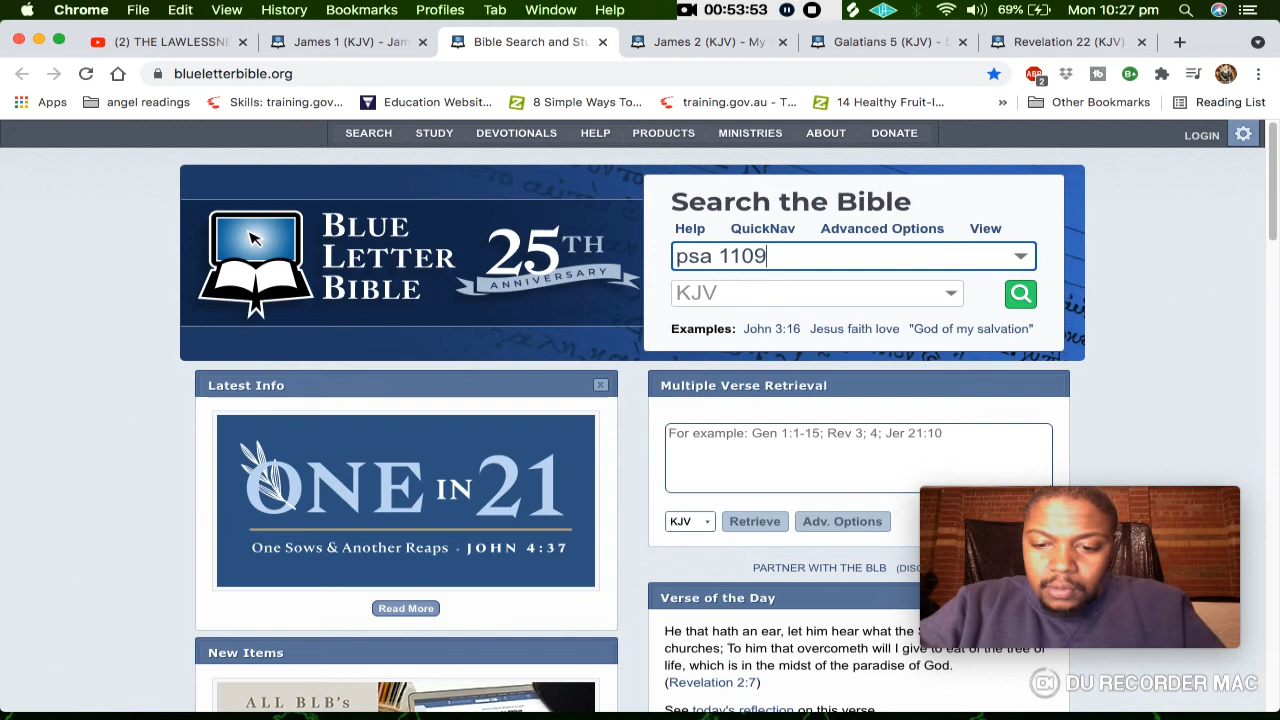 Chrome File Edit View History Bookmarks Profiles Tab Window Help 00:53:53 69% Mon 10:27 pm
(2) THE LAWLESSNE James 1 (KJV) - Jam Bible Search and Stu James 2 (KJV) - My Galatians 5 (KJV) - S Revelation 22 (KJV)
blueletterbible.org ABP 2 tb B+
Apps angel readings Skills: training.gov... Education Websit... 8 Simple Ways To... training.gov.au - T... 14 Healthy Fruit-I... » Other Bookmarks Reading List
SEARCH STUDY DEVOTIONALS HELP PRODUCTS MINISTRIES ABOUT DONATE LOGIN
BLUE
LETTER
BIBLE
25TH
ANNIVERSARY
Search the Bible
Help QuickNav Advanced Options View
psa 1109
KJV
Examples: John 3:16 Jesus faith love "God of my salvation"
Latest Info
ONE IN 21
One Sows & Another Reaps · JOHN 4:37
Read More
New Items
ALL BLB's
Multiple Verse Retrieval
For example: Gen 1:1-15; Rev 3; 4; Jer 21:10
KJV Retrieve Adv. Options
PARTNER WITH THE BLB (DISC
Verse of the Day
He that hath an ear, let him hear what the S
churches; To him that overcometh will I give to eat of the tree of
life, which is in the midst of the paradise of God.
(Revelation 2:7)
See today's reflection on this verse
DU RECORDER MAC